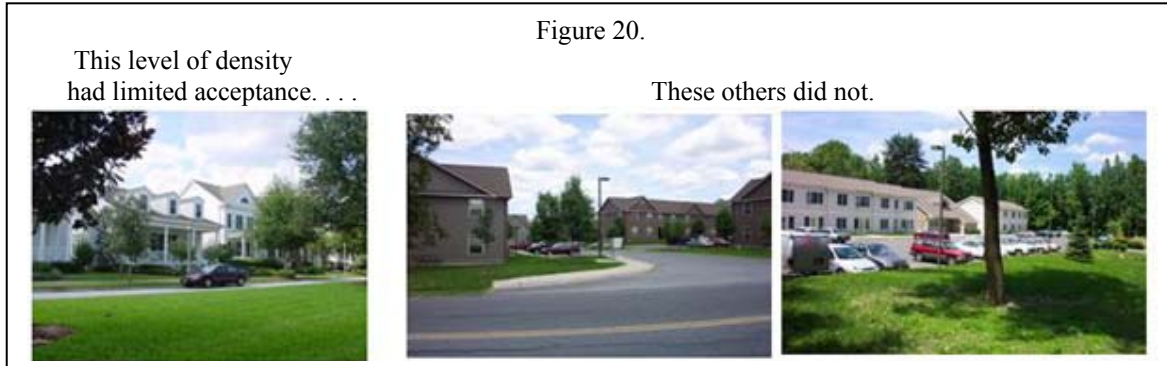 Figure 20.
This level of density
had limited acceptance. . . .
These others did not.